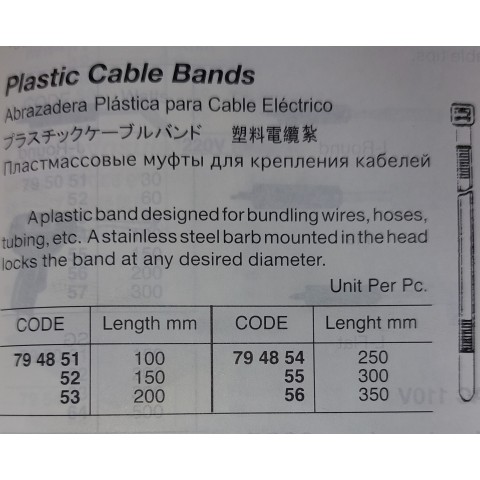 Plastic Cable Bands
Abrazadera Plástica para Cable Eléctrico
プラスチックケーブルバンド 塑料電纜紮
Пластмассовые муфты для крепления кабелей
A plastic band designed for bundling wires, hoses,
tubing, etc. A stainless steel barb mounted in the head
locks the band at any desired diameter.
Unit Per Pc.
CODE Length mm CODE Lenght mm
79 48 51 100 79 48 54 250
52 150 55 300
53 200 56 350